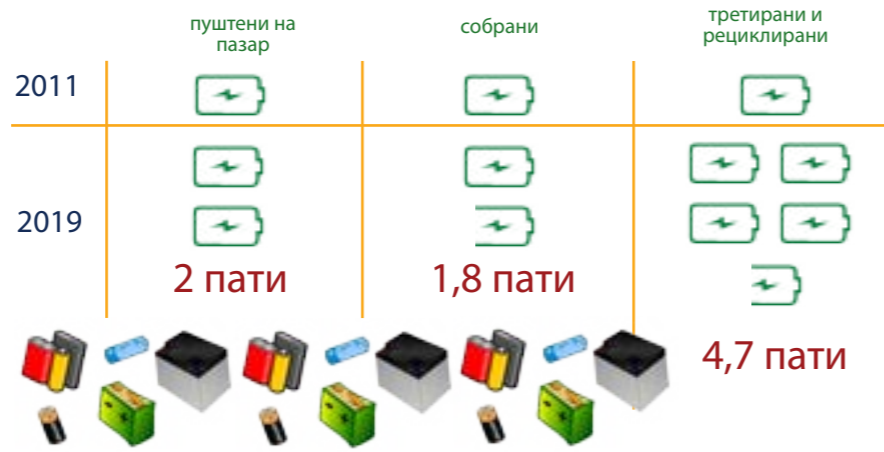 пуштени на
пазар
собрани
третирани и
рециклирани
2011
2019
2 пати
1,8 пати
4,7 пати